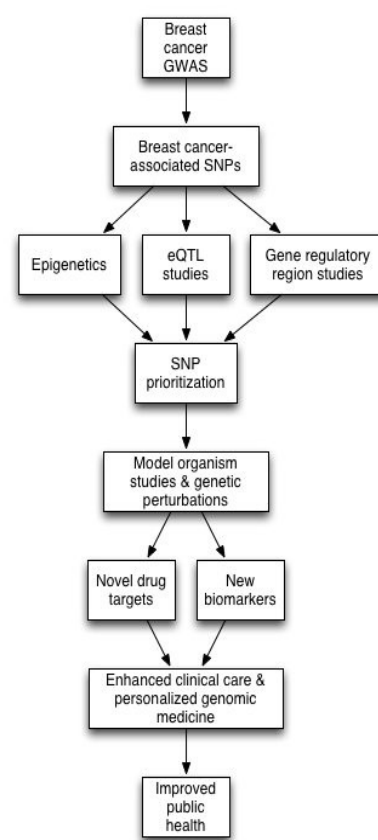 Breast
cancer
GWAS
Breast cancer-
associated SNPs
Epigenetics
eQTL
studies
Gene regulatory
region studies
SNP
prioritization
Model organism
studies & genetic
perturbations
Novel drug
targets
New
biomarkers
Enhanced clinical care &
personalized genomic
medicine
Improved
public
health